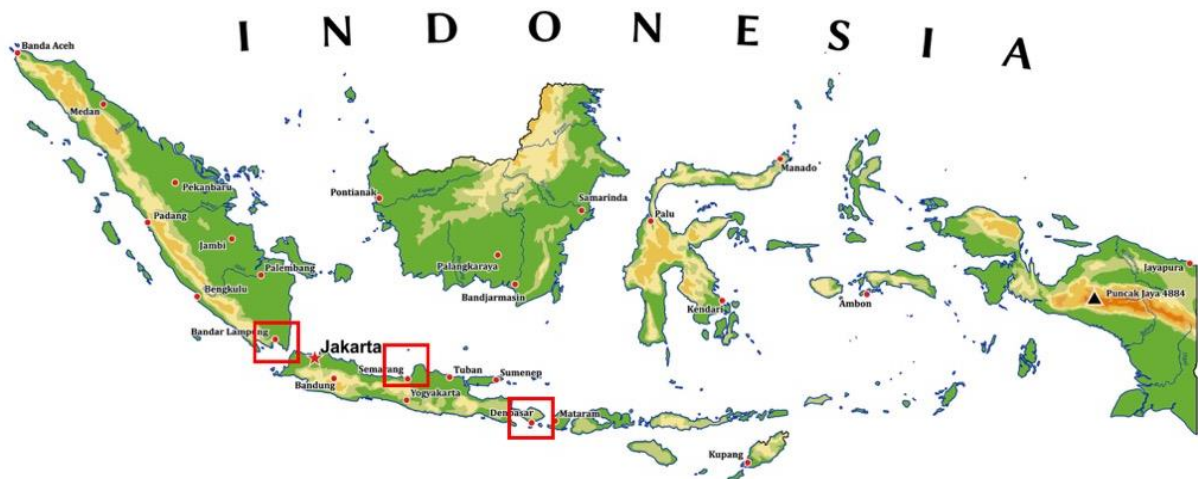 INDONESIA
Banda Aceh
Medan
Pekanbaru
Padang
Jambi
Palembang
Bengkulu
Bandar Lampung
Jakarta
Bandung
Semarang
Yogyakarta
Tuban
Sumenep
Denpasar
Mataram
Kupang
Pontianak
Samarinda
Palangkaraya
Bandjarmasin
Manado
Palu
Kendari
Ambon
Jayapura
Puncak Jaya 4884